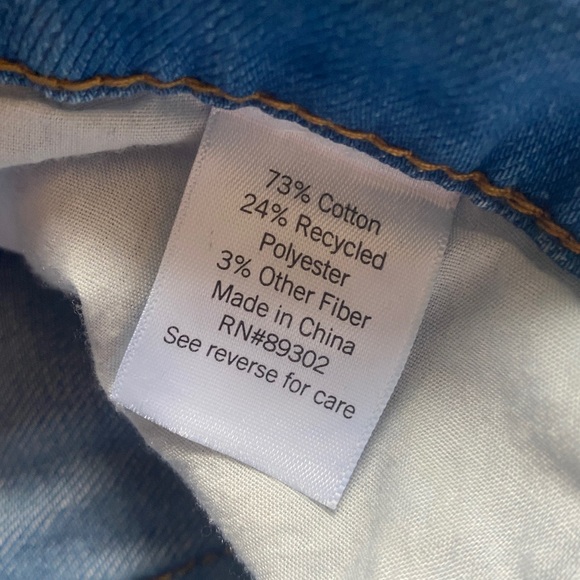 73% Cotton
24% Recycled
Polyester
3% Other Fiber
Made in China
RN#89302
See reverse for care